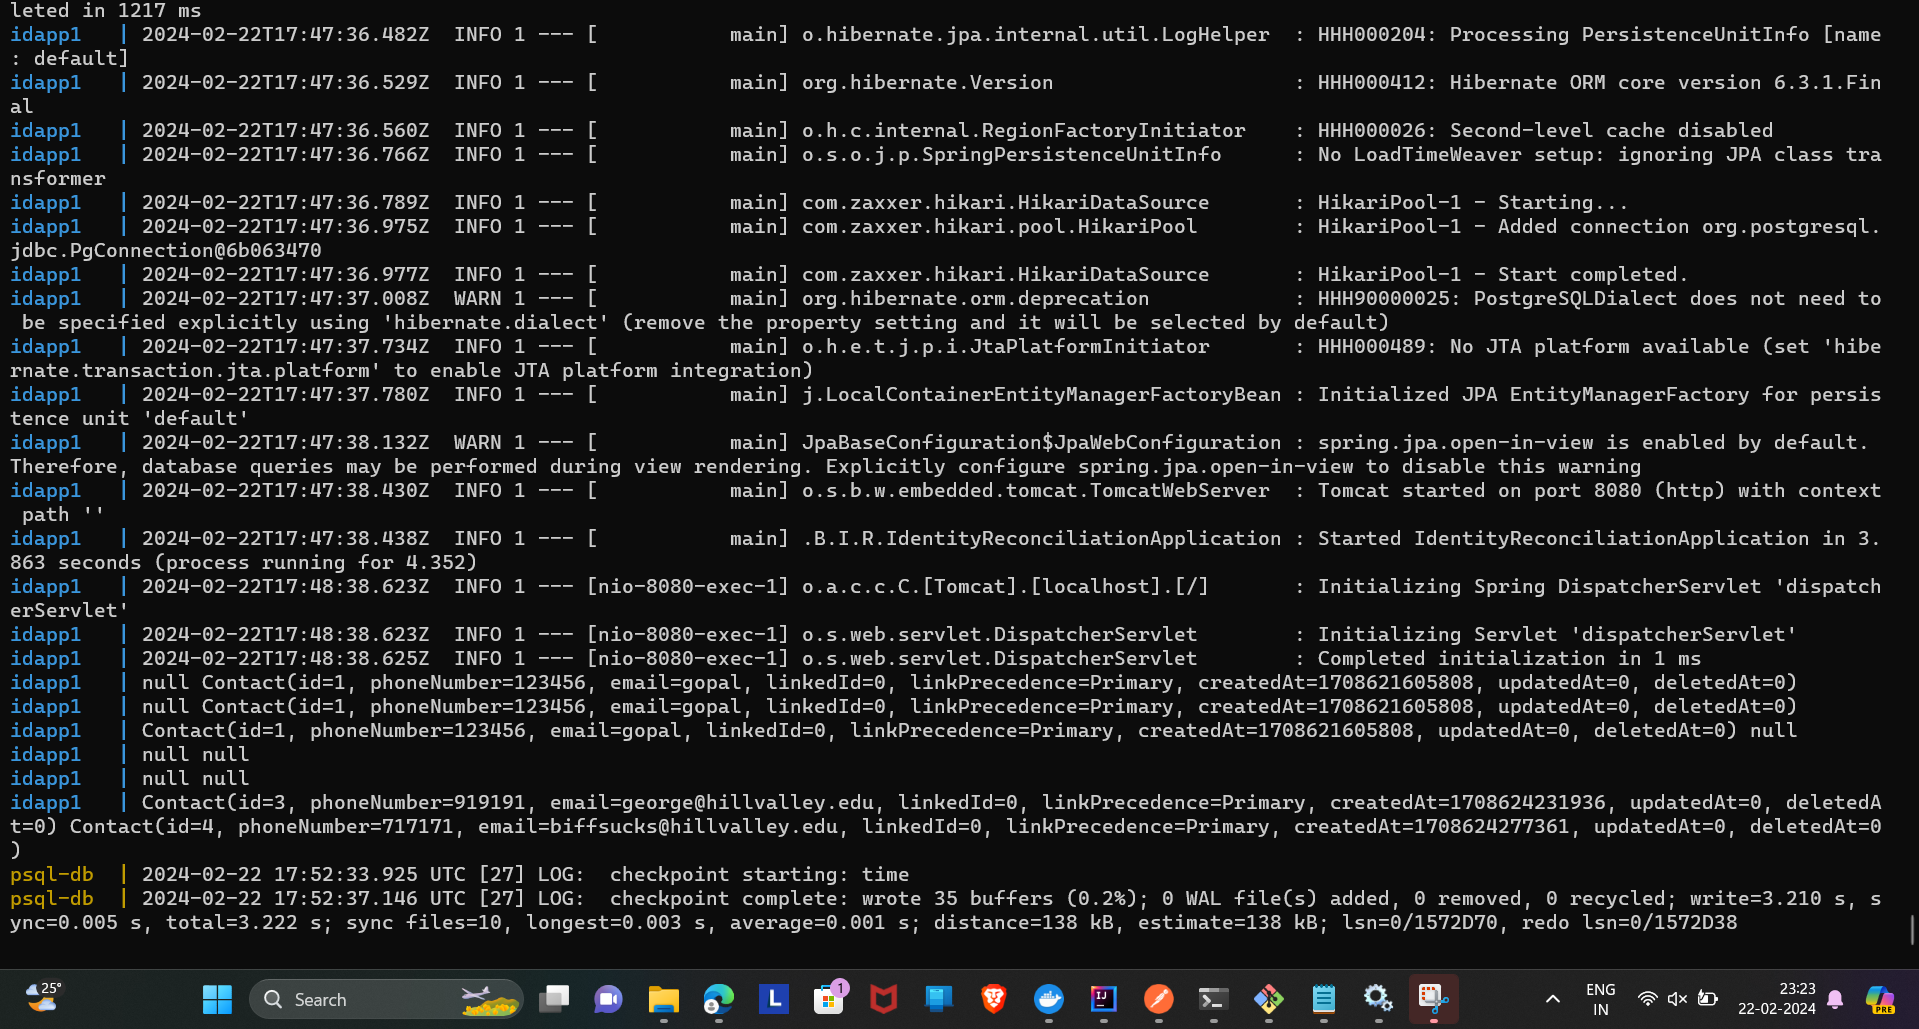 leted in 1217 ms
idapp1   | 2024-02-22T17:47:36.482Z  INFO 1 --- [           main] o.hibernate.jpa.internal.util.LogHelper  : HHH000204: Processing PersistenceUnitInfo [name
: default]
idapp1   | 2024-02-22T17:47:36.529Z  INFO 1 --- [           main] org.hibernate.Version                    : HHH000412: Hibernate ORM core version 6.3.1.Fin
al
idapp1   | 2024-02-22T17:47:36.560Z  INFO 1 --- [           main] o.h.c.internal.RegionFactoryInitiator    : HHH000026: Second-level cache disabled
idapp1   | 2024-02-22T17:47:36.766Z  INFO 1 --- [           main] o.s.o.j.p.SpringPersistenceUnitInfo      : No LoadTimeWeaver setup: ignoring JPA class tra
nsformer
idapp1   | 2024-02-22T17:47:36.789Z  INFO 1 --- [           main] com.zaxxer.hikari.HikariDataSource       : HikariPool-1 - Starting...
idapp1   | 2024-02-22T17:47:36.975Z  INFO 1 --- [           main] com.zaxxer.hikari.pool.HikariPool        : HikariPool-1 - Added connection org.postgresql.
jdbc.PgConnection@6b063470
idapp1   | 2024-02-22T17:47:36.977Z  INFO 1 --- [           main] com.zaxxer.hikari.HikariDataSource       : HikariPool-1 - Start completed.
idapp1   | 2024-02-22T17:47:37.008Z  WARN 1 --- [           main] org.hibernate.orm.deprecation            : HHH90000025: PostgreSQLDialect does not need to
 be specified explicitly using 'hibernate.dialect' (remove the property setting and it will be selected by default)
idapp1   | 2024-02-22T17:47:37.734Z  INFO 1 --- [           main] o.h.e.t.j.p.i.JtaPlatformInitiator       : HHH000489: No JTA platform available (set 'hibe
rnate.transaction.jta.platform' to enable JTA platform integration)
idapp1   | 2024-02-22T17:47:37.780Z  INFO 1 --- [           main] j.LocalContainerEntityManagerFactoryBean : Initialized JPA EntityManagerFactory for persis
tence unit 'default'
idapp1   | 2024-02-22T17:47:38.132Z  WARN 1 --- [           main] JpaBaseConfiguration$JpaWebConfiguration : spring.jpa.open-in-view is enabled by default.
Therefore, database queries may be performed during view rendering. Explicitly configure spring.jpa.open-in-view to disable this warning
idapp1   | 2024-02-22T17:47:38.430Z  INFO 1 --- [           main] o.s.b.w.embedded.tomcat.TomcatWebServer  : Tomcat started on port 8080 (http) with context
 path ''
idapp1   | 2024-02-22T17:47:38.438Z  INFO 1 --- [           main] .B.I.R.IdentityReconciliationApplication : Started IdentityReconciliationApplication in 3.
863 seconds (process running for 4.352)
idapp1   | 2024-02-22T17:48:38.623Z  INFO 1 --- [nio-8080-exec-1] o.a.c.c.C.[Tomcat].[localhost].[/]       : Initializing Spring DispatcherServlet 'dispatch
erServlet'
idapp1   | 2024-02-22T17:48:38.623Z  INFO 1 --- [nio-8080-exec-1] o.s.web.servlet.DispatcherServlet        : Initializing Servlet 'dispatcherServlet'
idapp1   | 2024-02-22T17:48:38.625Z  INFO 1 --- [nio-8080-exec-1] o.s.web.servlet.DispatcherServlet        : Completed initialization in 1 ms
idapp1   | null Contact(id=1, phoneNumber=123456, email=gopal, linkedId=0, linkPrecedence=Primary, createdAt=1708621605808, updatedAt=0, deletedAt=0)
idapp1   | null Contact(id=1, phoneNumber=123456, email=gopal, linkedId=0, linkPrecedence=Primary, createdAt=1708621605808, updatedAt=0, deletedAt=0)
idapp1   | Contact(id=1, phoneNumber=123456, email=gopal, linkedId=0, linkPrecedence=Primary, createdAt=1708621605808, updatedAt=0, deletedAt=0) null
idapp1   | null null
idapp1   | null null
idapp1   | Contact(id=3, phoneNumber=919191, email=george@hillvalley.edu, linkedId=0, linkPrecedence=Primary, createdAt=1708624231936, updatedAt=0, deletedA
t=0) Contact(id=4, phoneNumber=717171, email=biffsucks@hillvalley.edu, linkedId=0, linkPrecedence=Primary, createdAt=1708624277361, updatedAt=0, deletedAt=0
)
psql-db  | 2024-02-22 17:52:33.925 UTC [27] LOG:  checkpoint starting: time
psql-db  | 2024-02-22 17:52:37.146 UTC [27] LOG:  checkpoint complete: wrote 35 buffers (0.2%); 0 WAL file(s) added, 0 removed, 0 recycled; write=3.210 s, s
ync=0.005 s, total=3.222 s; sync files=10, longest=0.003 s, average=0.001 s; distance=138 kB, estimate=138 kB; lsn=0/1572D70, redo lsn=0/1572D38
25°
Search
L
1
IJ
ENG
IN
23:23
22-02-2024
PRE